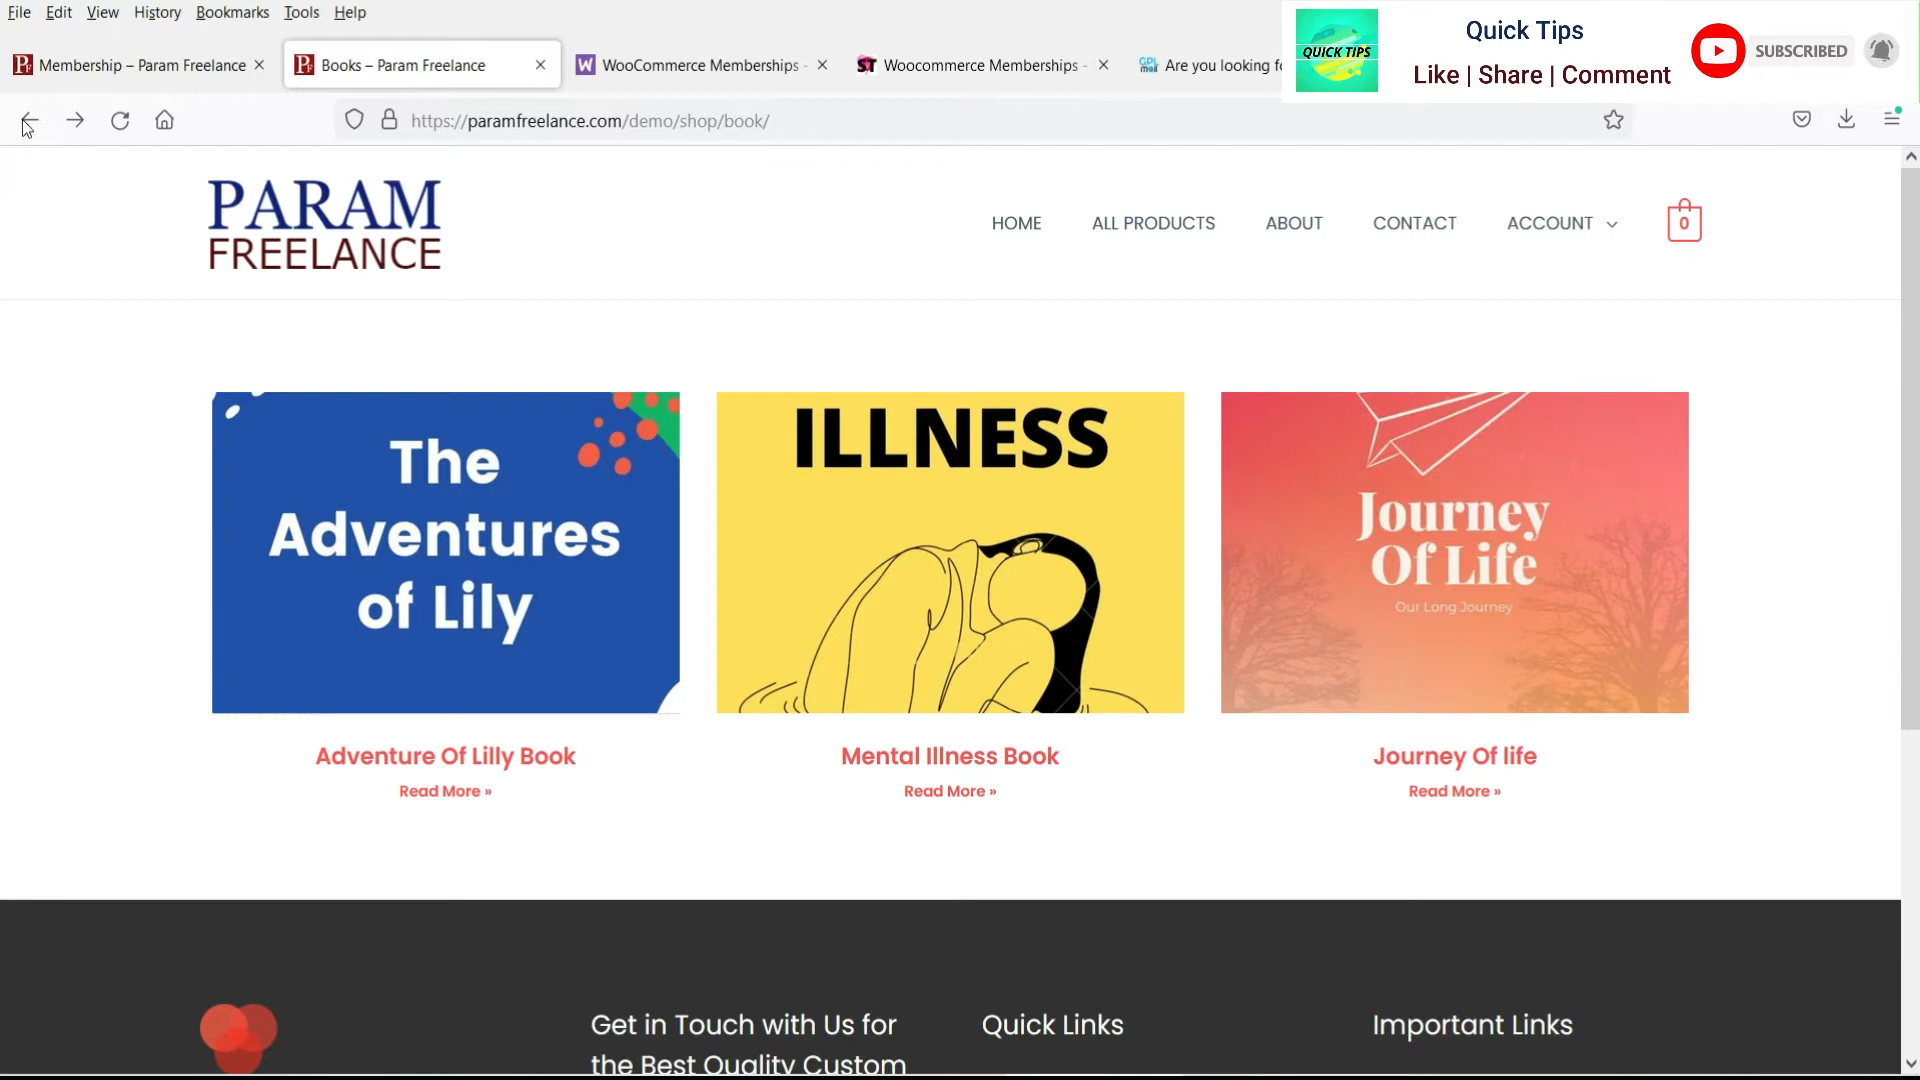 File Edit View History Bookmarks Tools Help
Quick Tips
QUICK TIPS
Like | Share | Comment
SUBSCRIBED
Membership – Param Freelance
Books – Param Freelance
WooCommerce Memberships -
Woocommerce Memberships -
Are you looking fo
https://paramfreelance.com/demo/shop/book/
PARAM
FREELANCE
HOME ALL PRODUCTS ABOUT CONTACT ACCOUNT 0
The
Adventures
of Lily
ILLNESS
Journey
Of Life
Our Long Journey
Adventure Of Lilly Book
Read More »
Mental Illness Book
Read More »
Journey Of life
Read More »
Get in Touch with Us for
the Best Quality Custom
Quick Links
Important Links